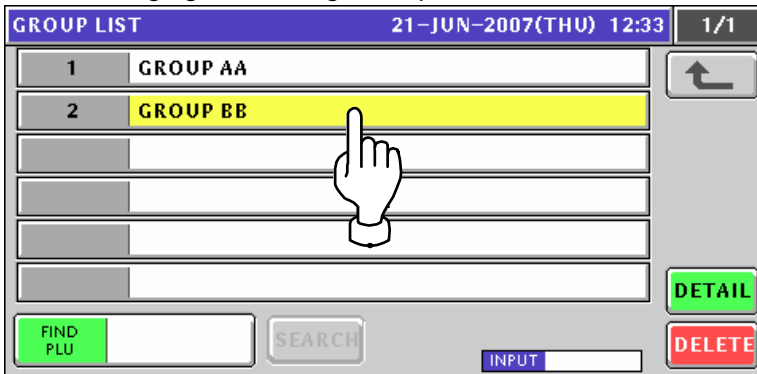 GROUP LIST 21-JUN-2007(THU) 12:33 1/1
1 GROUP AA
2 GROUP BB
DETAIL
FIND
PLU
SEARCH
INPUT
DELETE